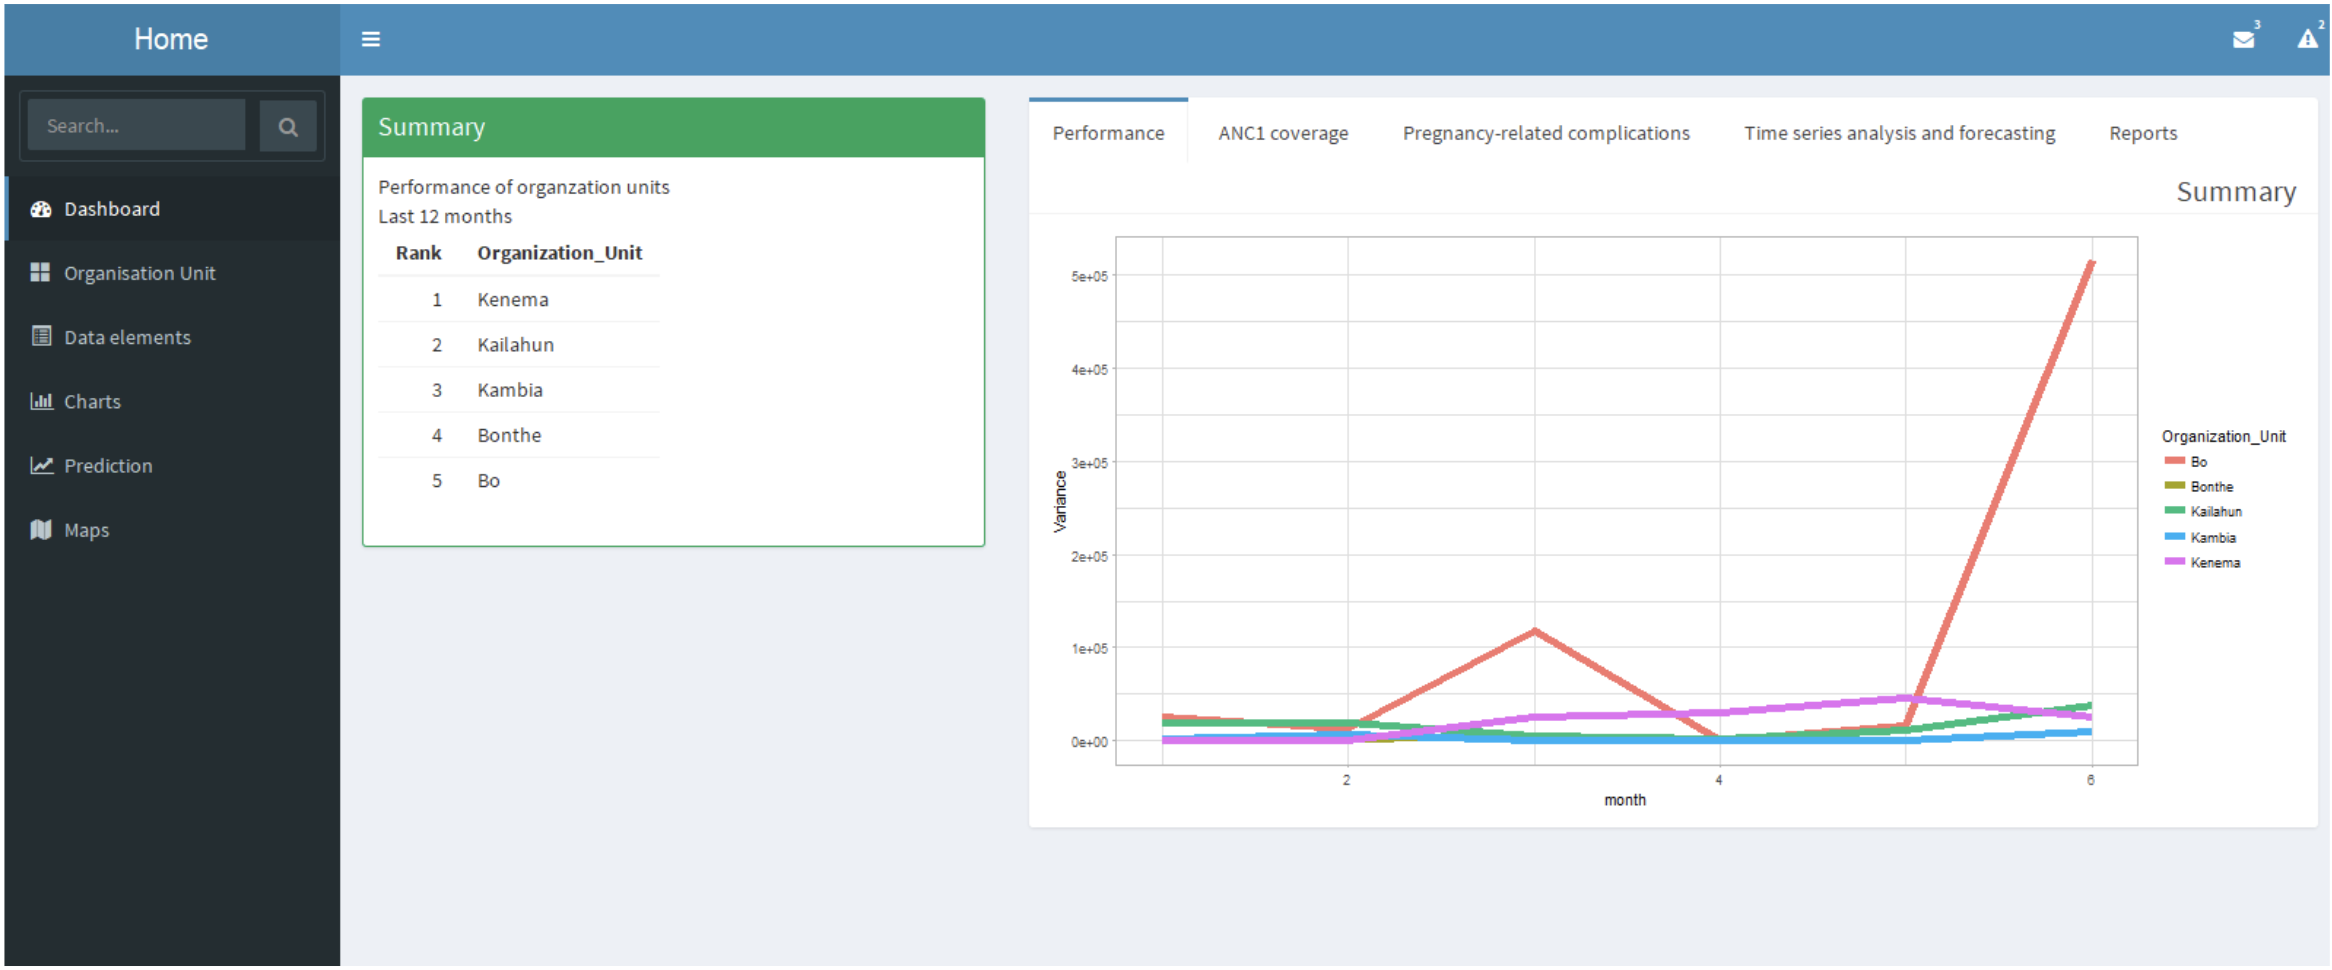 Home
3
2
Search...
Dashboard
Organisation Unit
Data elements
Charts
Prediction
Maps
Summary
Performance of organzation units
Last 12 months
Rank Organization_Unit
1 Kenema
2 Kailahun
3 Kambia
4 Bonthe
5 Bo
Performance ANC1 coverage Pregnancy-related complications Time series analysis and forecasting Reports
Summary
Variance
5e+05
4e+05
3e+05
2e+05
1e+05
0e+00
2 4 6
month
Organization_Unit
Bo
Bonthe
Kailahun
Kambia
Kenema